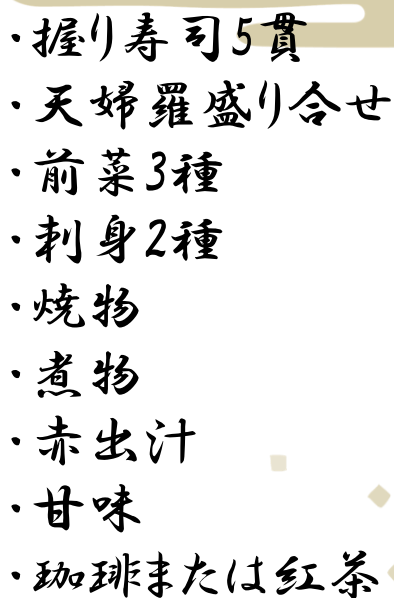 ・握り寿司5貫
・天婦羅盛り合せ
・前菜3種
・刺身2種
・焼物
・煮物
・赤出汁
・甘味
・珈琲または紅茶